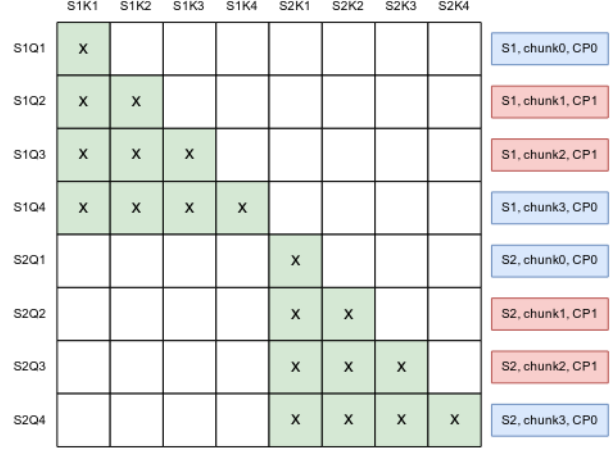 S1K1 S1K2 S1K3 S1K4 S2K1 S2K2 S2K3 S2K4
S1Q1 X S1, chunk0, CP0
S1Q2 X X S1, chunk1, CP1
S1Q3 X X X S1, chunk2, CP1
S1Q4 X X X X S1, chunk3, CP0
S2Q1 X S2, chunk0, CP0
S2Q2 X X S2, chunk1, CP1
S2Q3 X X X S2, chunk2, CP1
S2Q4 X X X X S2, chunk3, CP0